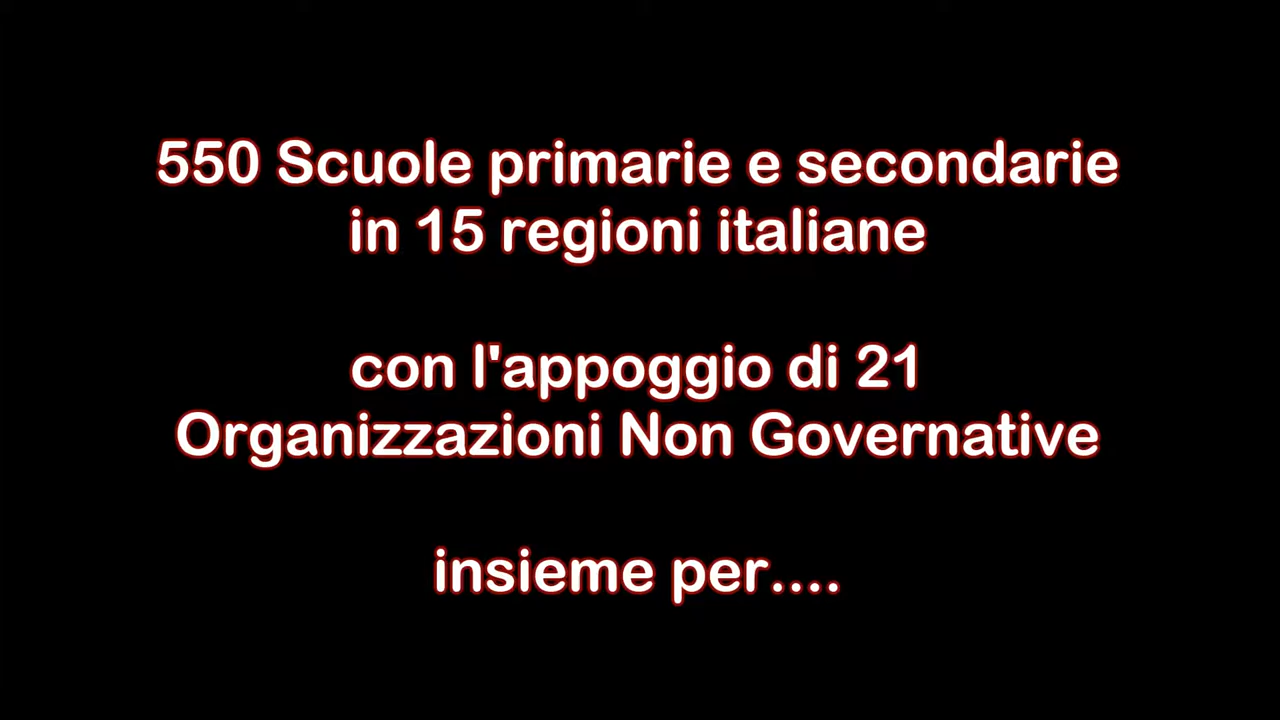 550 Scuole primarie e secondarie
in 15 regioni italiane
con l'appoggio di 21
Organizzazioni Non Governative
insieme per....